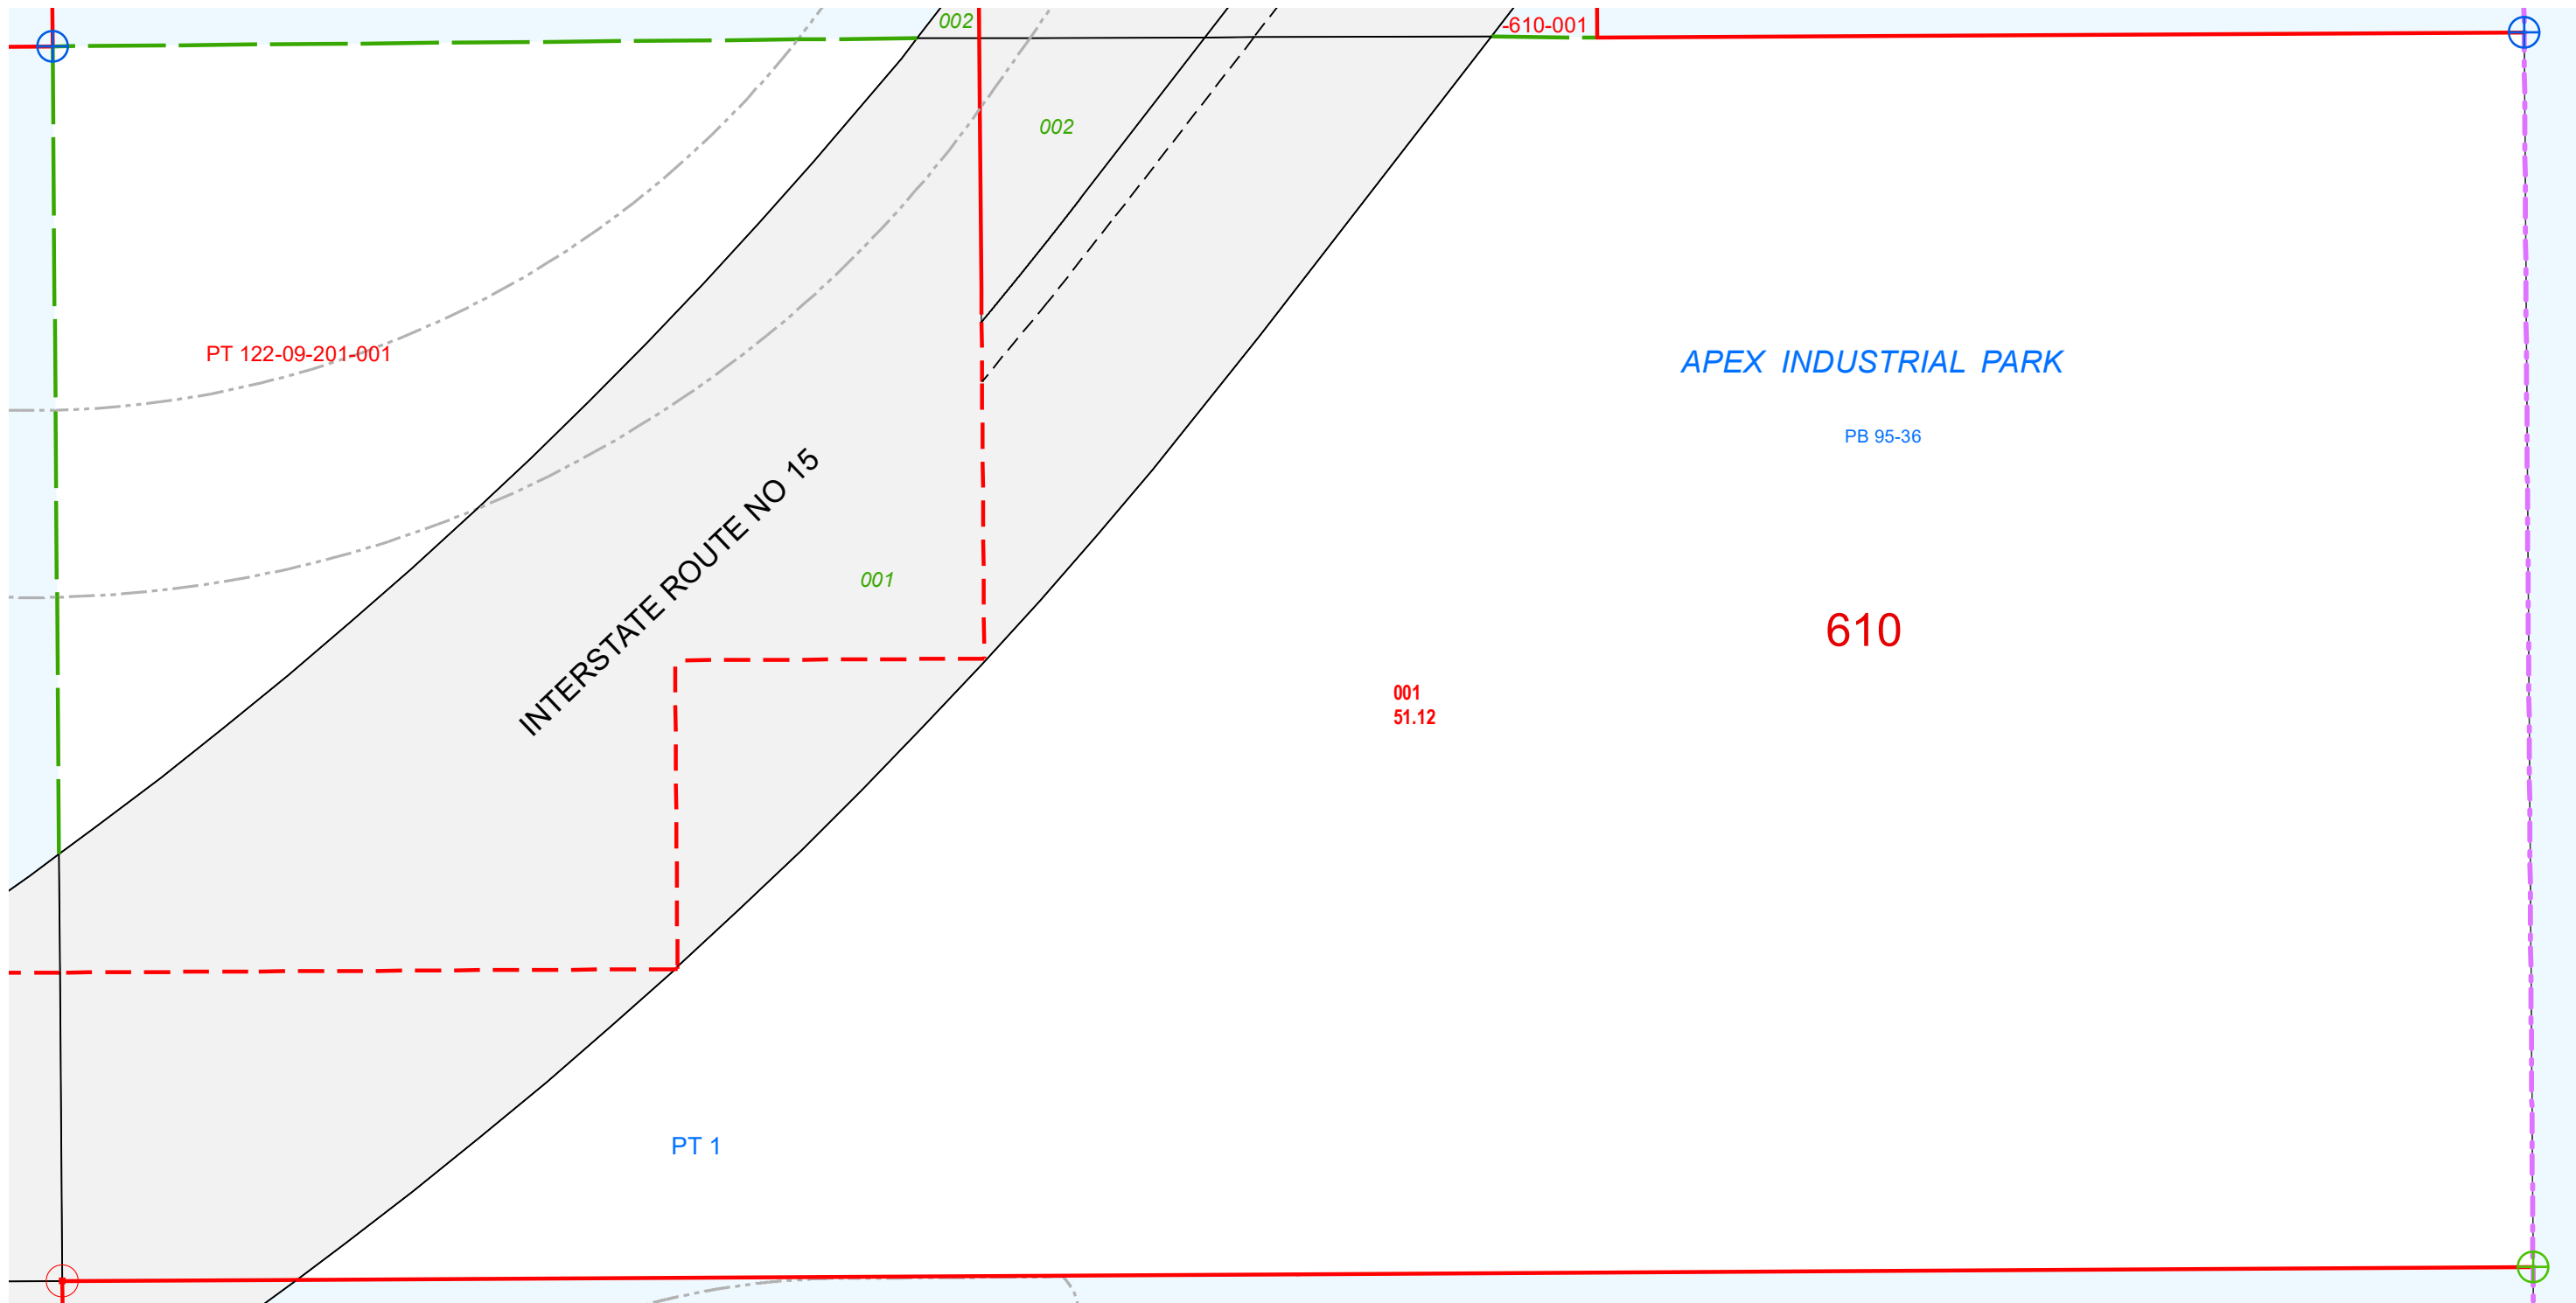 002
-610-001
002
PT 122-09-201-001
APEX INDUSTRIAL PARK
PB 95-36
INTERSTATE ROUTE NO 15
001
610
001
51.12
PT 1